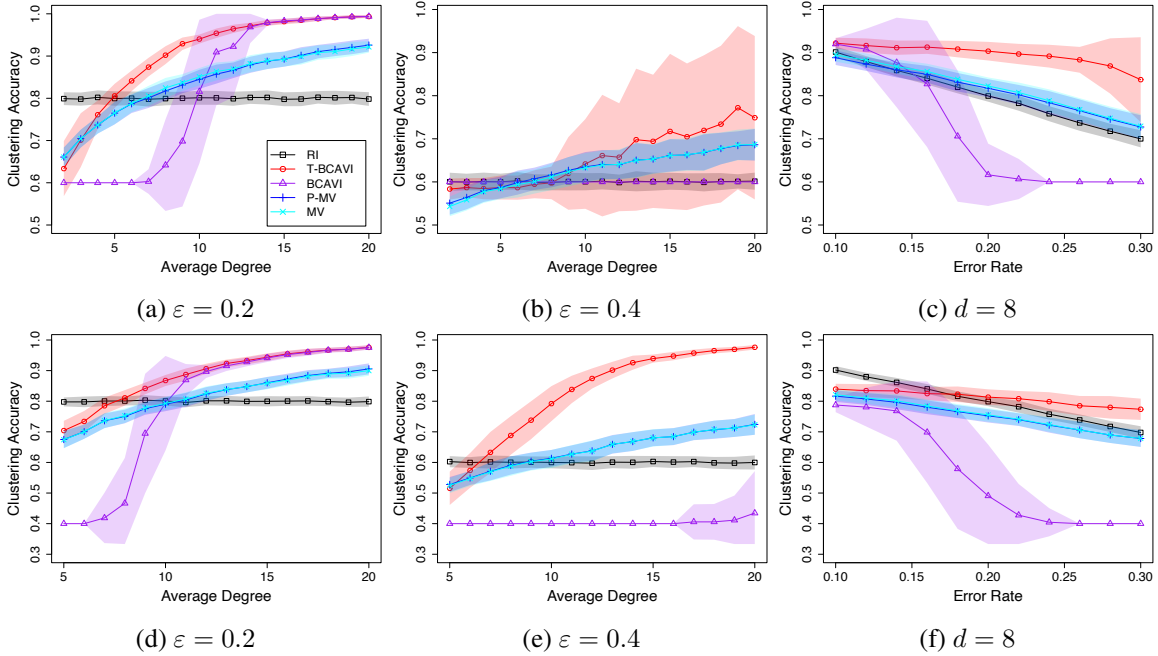 Clustering Accuracy
0.5 0.6 0.7 0.8 0.9 1.0
RI
T-BCAVI
BCAVI
P-MV
MV
5 10 15 20
Average Degree
(a) ε = 0.2
Clustering Accuracy
0.5 0.6 0.7 0.8 0.9 1.0
5 10 15 20
Average Degree
(b) ε = 0.4
Clustering Accuracy
0.5 0.6 0.7 0.8 0.9 1.0
0.10 0.15 0.20 0.25 0.30
Error Rate
(c) d = 8
Clustering Accuracy
0.3 0.4 0.5 0.6 0.7 0.8 0.9 1.0
5 10 15 20
Average Degree
(d) ε = 0.2
Clustering Accuracy
0.3 0.4 0.5 0.6 0.7 0.8 0.9 1.0
5 10 15 20
Average Degree
(e) ε = 0.4
Clustering Accuracy
0.3 0.4 0.5 0.6 0.7 0.8 0.9 1.0
0.10 0.15 0.20 0.25 0.30
Error Rate
(f) d = 8